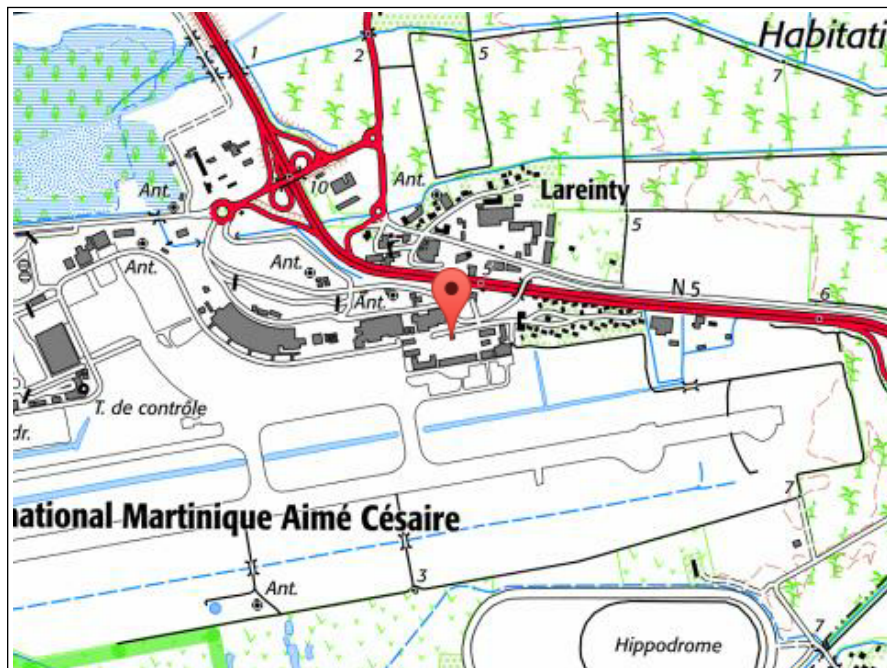 1
2
5
7
Habitati
10
Ant.
Ant.
Lareinty
5
Ant.
Ant.
Ant.
5
N 5
6
T. de contrôle
dr.
7
national Martinique Aimé Césaire
3
Ant.
Hippodrome
7